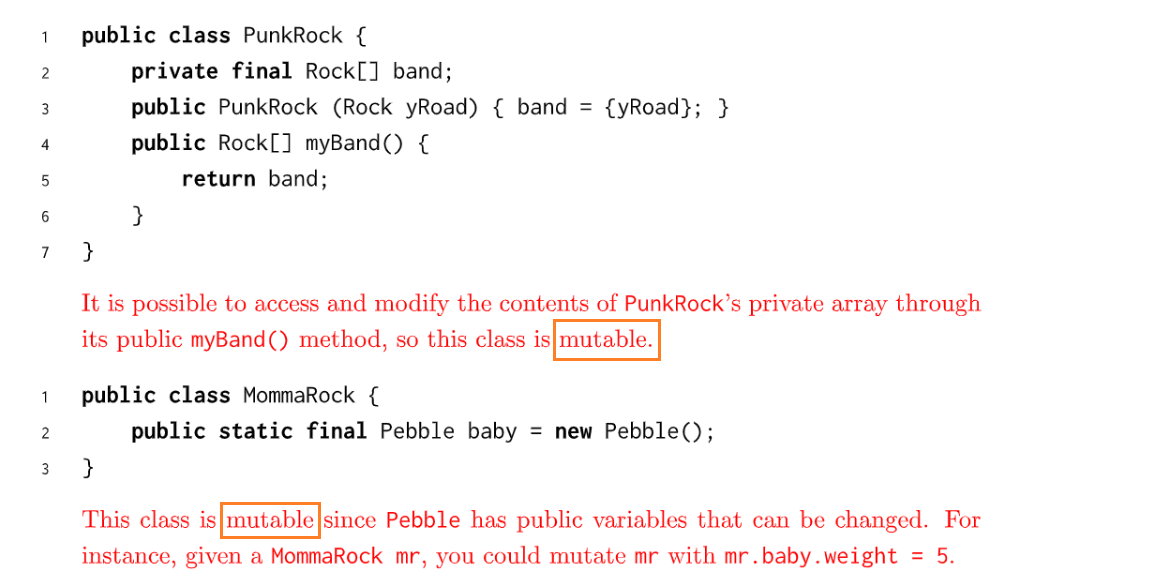 1 public class PunkRock {
2 private final Rock[] band;
3 public PunkRock (Rock yRoad) { band = {yRoad}; }
4 public Rock[] myBand() {
5 return band;
6 }
7 }
It is possible to access and modify the contents of PunkRock's private array through
its public myBand() method, so this class is mutable.
1 public class MommaRock {
2 public static final Pebble baby = new Pebble();
3 }
This class is mutable since Pebble has public variables that can be changed. For
instance, given a MommaRock mr, you could mutate mr with mr.baby.weight = 5.